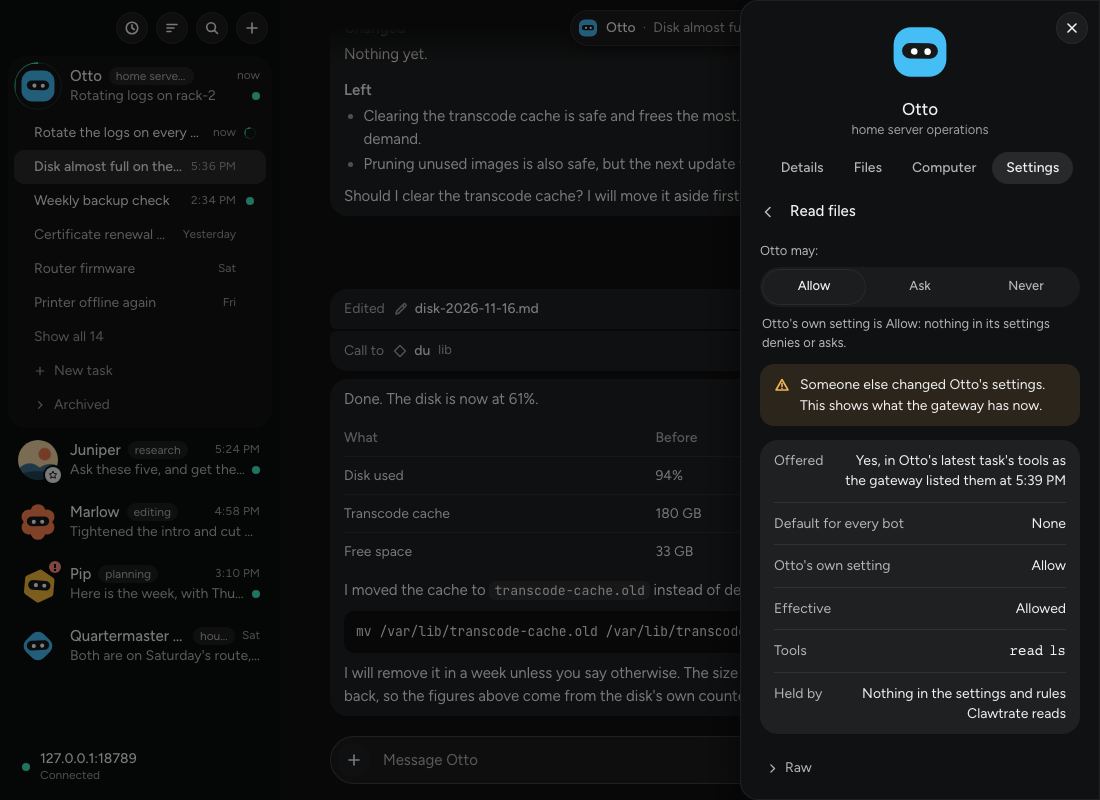 Otto home serve... now
Rotating logs on rack-2
Rotate the logs on every ... now
Disk almost full on the... 5:36 PM
Weekly backup check 2:34 PM
Certificate renewal ... Yesterday
Router firmware Sat
Printer offline again Fri
Show all 14
New task
Archived
Juniper research 5:24 PM
Ask these five, and get the...
Marlow editing 4:58 PM
Tightened the intro and cut ...
Pip planning 3:10 PM
Here is the week, with Thu...
Quartermaster ... hou... Sat
Both are on Saturday's route,...
127.0.0.1:18789
Connected
Otto · Disk almost fu
Changed
Nothing yet.
Left
Clearing the transcode cache is safe and frees the most.
demand.
Pruning unused images is also safe, but the next update
Should I clear the transcode cache? I will move it aside first
Edited disk-2026-11-16.md
Call to du lib
Done. The disk is now at 61%.
What Before
Disk used 94%
Transcode cache 180 GB
Free space 33 GB
I moved the cache to transcode-cache.old instead of de
mv /var/lib/transcode-cache.old /var/lib/transcode
I will remove it in a week unless you say otherwise. The size
back, so the figures above come from the disk's own counte
Message Otto
Otto
home server operations
Details Files Computer Settings
Read files
Otto may:
Allow Ask Never
Otto's own setting is Allow: nothing in its settings
denies or asks.
Someone else changed Otto's settings.
This shows what the gateway has now.
Offered Yes, in Otto's latest task's tools as
the gateway listed them at 5:39 PM
Default for every bot None
Otto's own setting Allow
Effective Allowed
Tools read ls
Held by Nothing in the settings and rules
Clawtrate reads
Raw